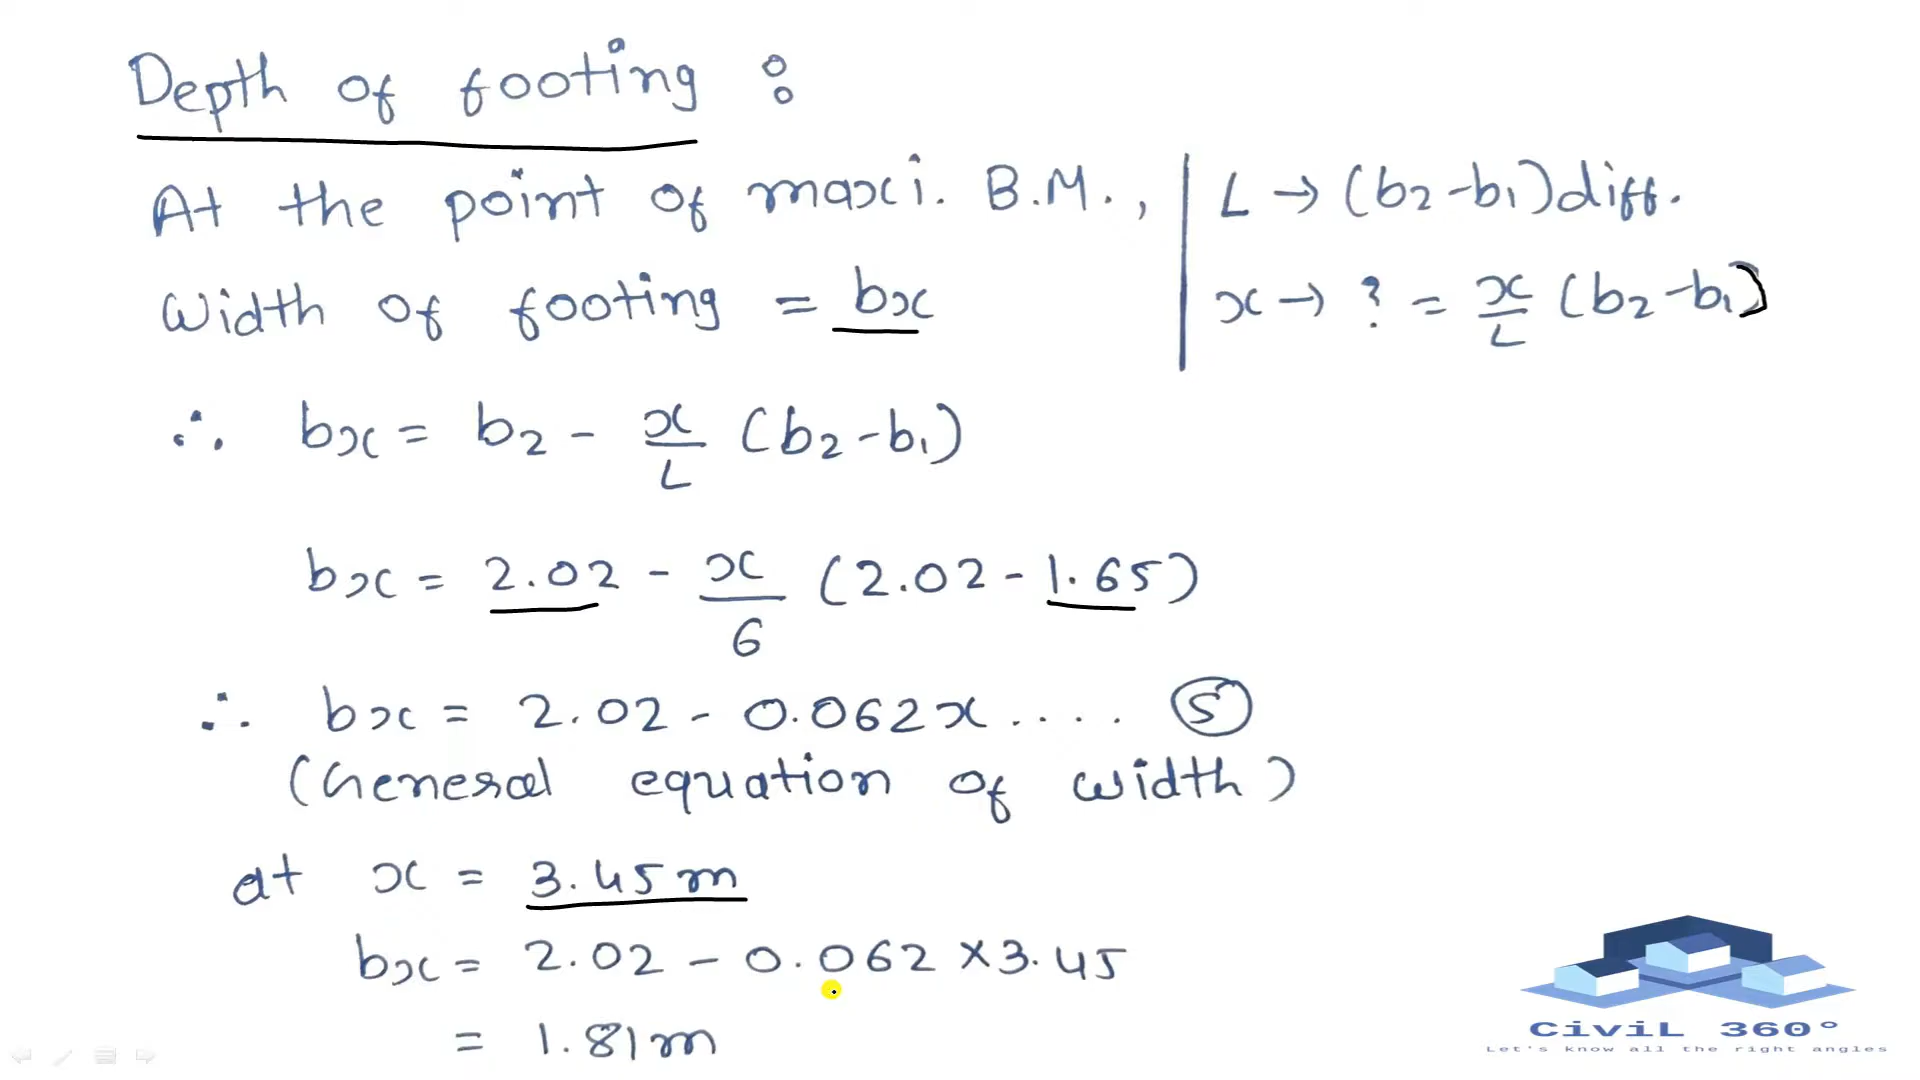 Depth of footing :
At the point of maxi. B.M.,
width of footing = bx
L → (b2-b1) diff.
x → ? = x/L (b2-b1)
∴ bx = b2 - x/L (b2-b1)
bx = 2.02 - x/6 (2.02-1.65)
∴ bx = 2.02 - 0.062x .... 5
(General equation of width)
at x = 3.45m
bx = 2.02 - 0.062 × 3.45
= 1.81m
CiviL 360°
Let's know all the right angles